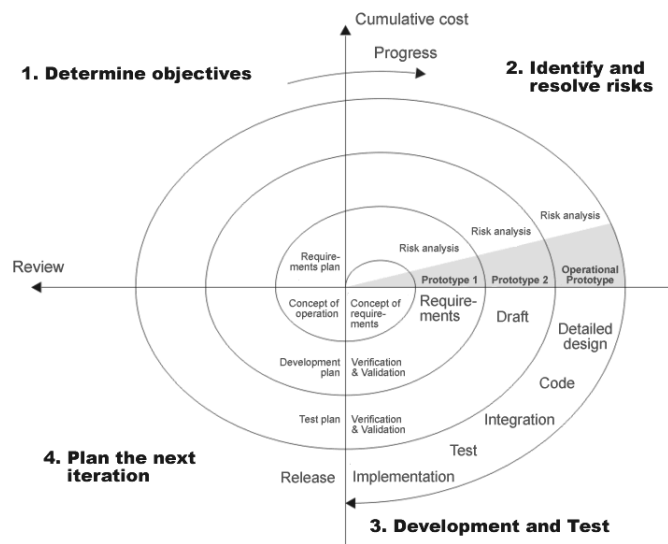 Cumulative cost
Progress
1. Determine objectives
2. Identify and
resolve risks
Risk analysis
Risk analysis
Risk analysis
Require-
ments plan
Review
Prototype 1
Prototype 2
Operational
Prototype
Concept of
operation
Concept of
require-
ments
Require-
ments
Draft
Detailed
design
Development
plan
Verification
& Validation
Code
Test plan
Verification
& Validation
Integration
Test
4. Plan the next
iteration
Release
Implementation
3. Development and Test